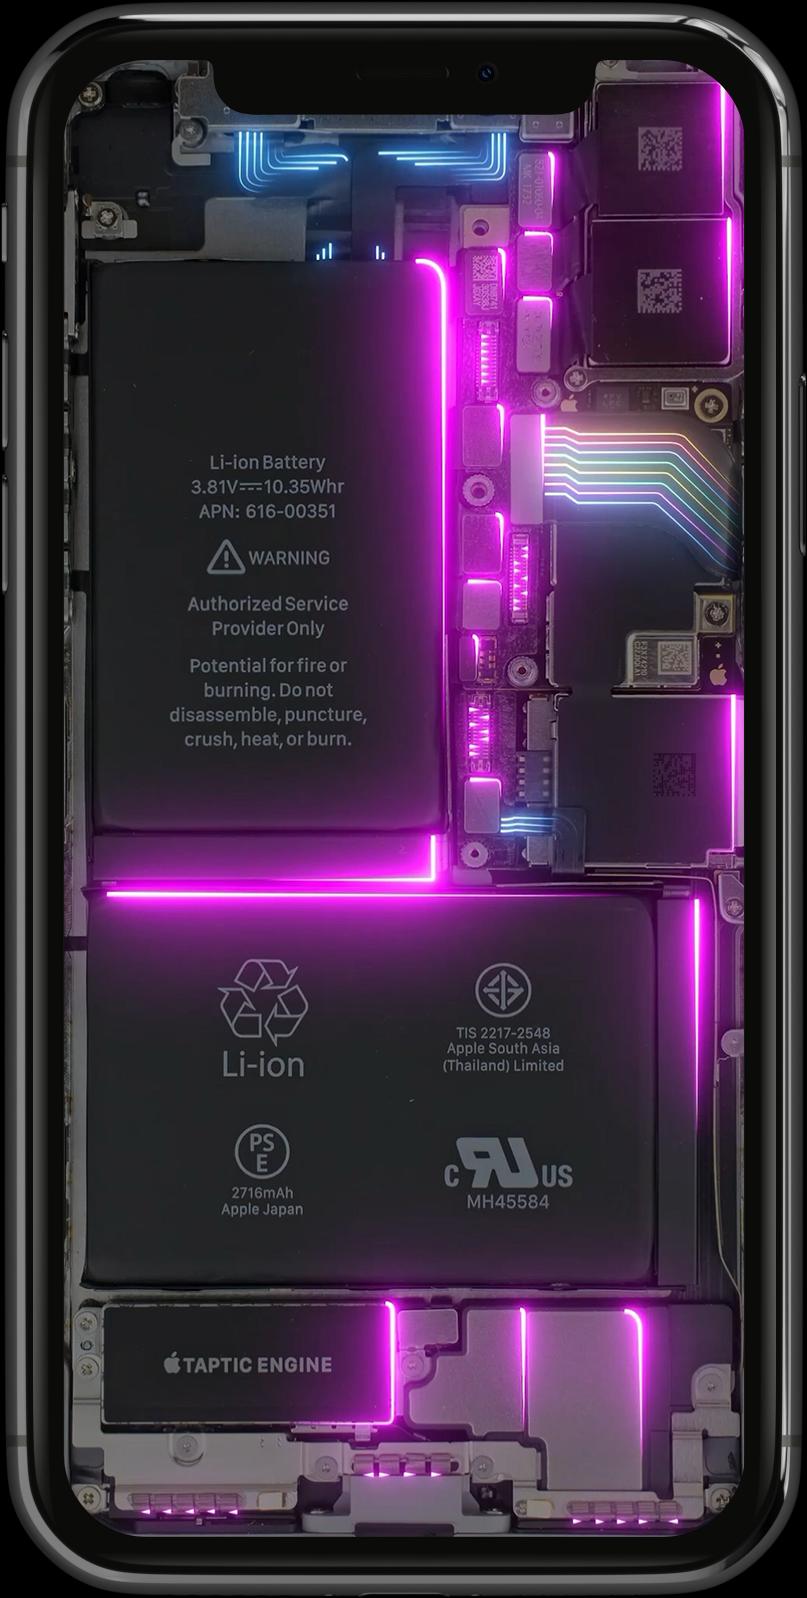 Li-ion Battery
3.81V⎓10.35Whr
APN: 616-00351
WARNING
Authorized Service
Provider Only
Potential for fire or
burning. Do not
disassemble, puncture,
crush, heat, or burn.
Li-ion
TIS 2217-2548
Apple South Asia
(Thailand) Limited
PS
E
2716mAh
Apple Japan
c RU US
MH45584
TAPTIC ENGINE